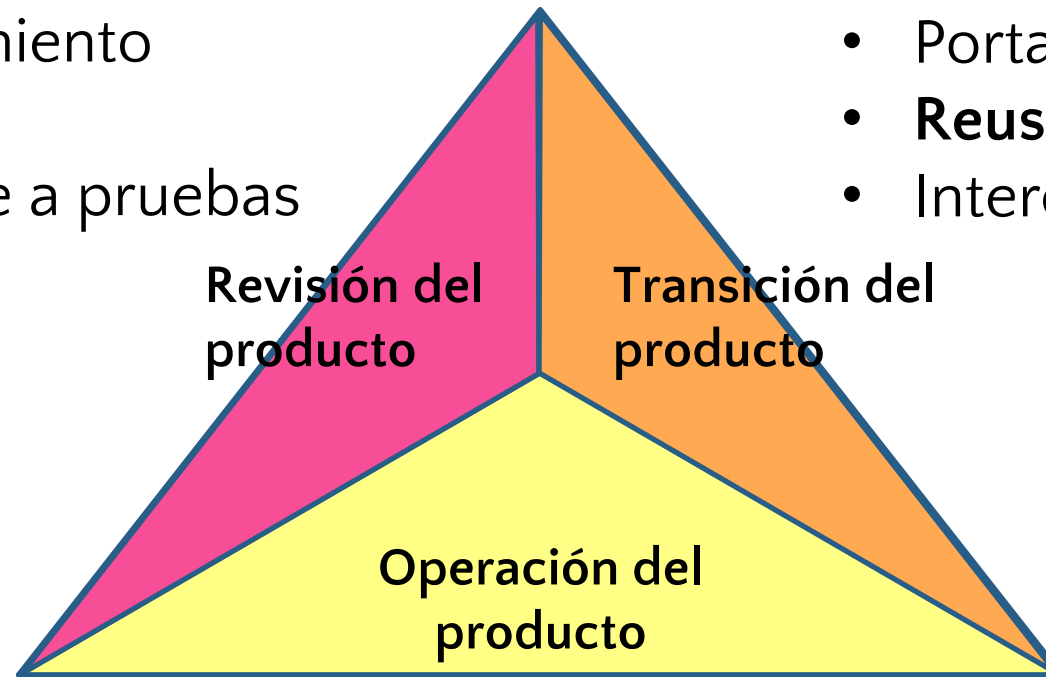 miento
e a pruebas
• Porta
• Reus
• Inter
Revisión del
producto
Transición del
producto
Operación del
producto